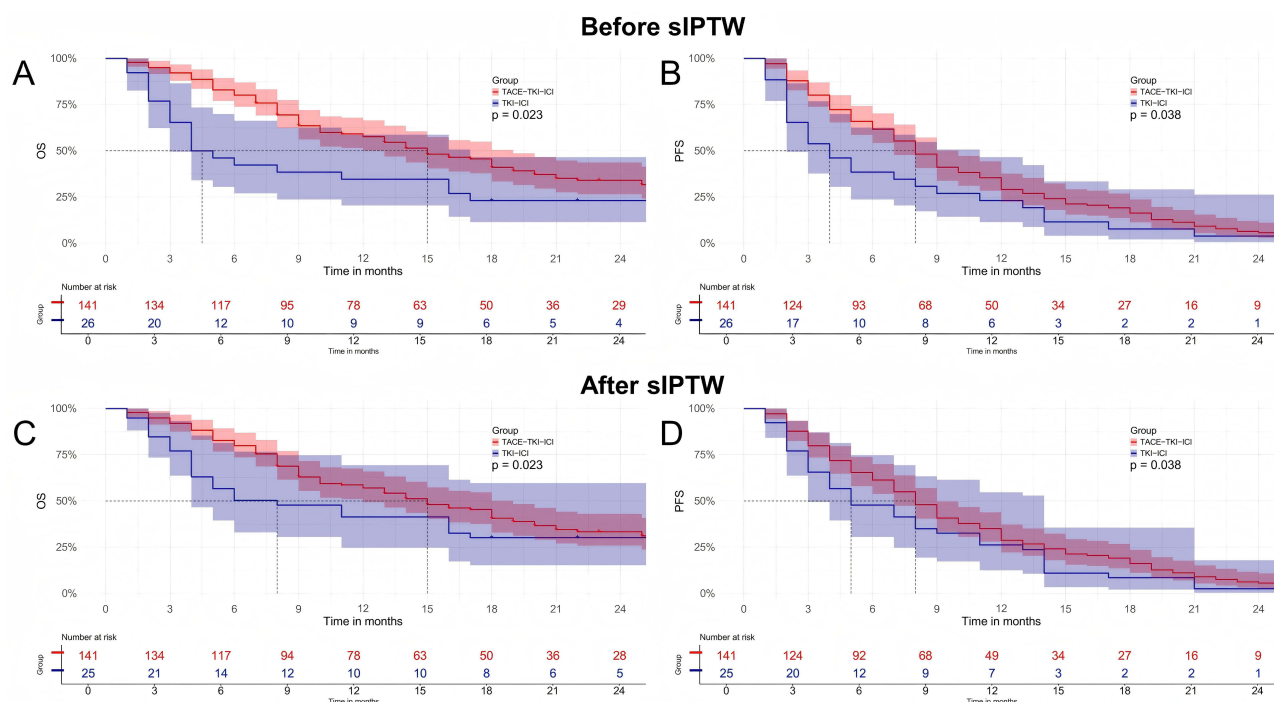 Before sIPTW
A
100%
75%
50%
25%
0%
OS
Group
TACE-TKI-ICI
TKI-ICI
p = 0.023
0 3 6 9 12 15 18 21 24
Time in months
Number at risk
Group
141 134 117 95 78 63 50 36 29
26 20 12 10 9 9 6 5 4
0 3 6 9 12 15 18 21 24
Time in months
B
100%
75%
50%
25%
0%
PFS
Group
TACE-TKI-ICI
TKI-ICI
p = 0.038
0 3 6 9 12 15 18 21 24
Time in months
Number at risk
Group
141 124 93 68 50 34 27 16 9
26 17 10 8 6 3 2 2 1
0 3 6 9 12 15 18 21 24
Time in months
After sIPTW
C
100%
75%
50%
25%
0%
OS
Group
TACE-TKI-ICI
TKI-ICI
p = 0.023
0 3 6 9 12 15 18 21 24
Time in months
Number at risk
Group
141 134 117 94 78 63 50 36 28
25 21 14 12 10 10 8 6 5
0 3 6 9 12 15 18 21 24
Time in months
D
100%
75%
50%
25%
0%
PFS
Group
TACE-TKI-ICI
TKI-ICI
p = 0.038
0 3 6 9 12 15 18 21 24
Time in months
Number at risk
Group
141 124 92 68 49 34 27 16 9
25 20 12 9 7 3 2 2 1
0 3 6 9 12 15 18 21 24
Time in months